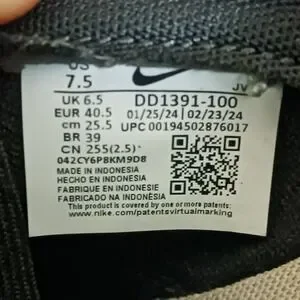 US
7.5
JV
UK 6.5
EUR 40.5
cm 25.5
BR 39
CN 255(2.5)
DD1391-100
01/25/24 02/23/24
UPC 00194502876017
042CY6P8KM9D8
MADE IN INDONESIA
HECHO EN INDONESIA
FABRIQUE EN INDONESIE
FABRICADO NA INDONÉSIA
This product is covered by one or more patents:
www.nike.com/patentsvirtualmarking